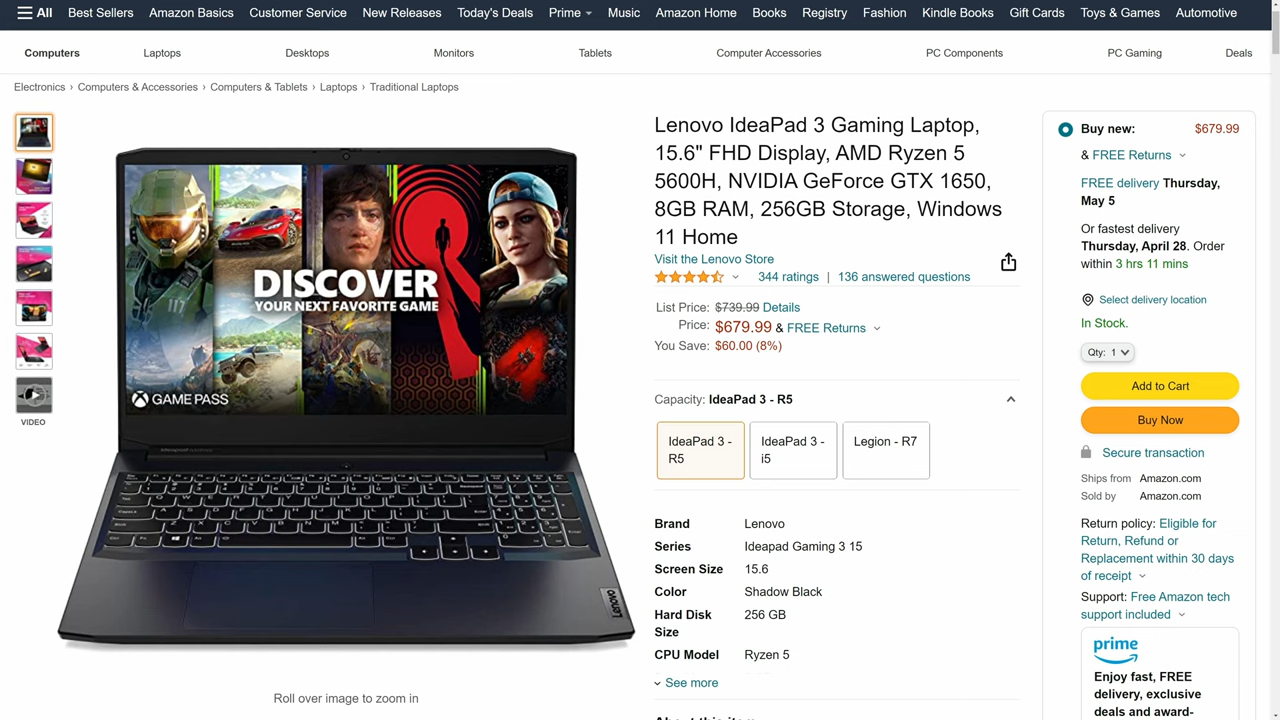 All Best Sellers Amazon Basics Customer Service New Releases Today's Deals Prime Music Amazon Home Books Registry Fashion Kindle Books Gift Cards Toys & Games Automotive
Computers Laptops Desktops Monitors Tablets Computer Accessories PC Components PC Gaming Deals
Electronics › Computers & Accessories › Computers & Tablets › Laptops › Traditional Laptops
VIDEO
DISCOVER
YOUR NEXT FAVORITE GAME
117
GAME PASS
Lenovo
Roll over image to zoom in
Lenovo IdeaPad 3 Gaming Laptop,
15.6" FHD Display, AMD Ryzen 5
5600H, NVIDIA GeForce GTX 1650,
8GB RAM, 256GB Storage, Windows
11 Home
Visit the Lenovo Store
344 ratings | 136 answered questions
List Price: $739.99 Details
Price: $679.99 & FREE Returns
You Save: $60.00 (8%)
Capacity: IdeaPad 3 - R5
IdeaPad 3 -
R5
IdeaPad 3 -
i5
Legion - R7
Brand Lenovo
Series Ideapad Gaming 3 15
Screen Size 15.6
Color Shadow Black
Hard Disk
Size
256 GB
CPU Model Ryzen 5
See more
Buy new: $679.99
& FREE Returns
FREE delivery Thursday,
May 5
Or fastest delivery
Thursday, April 28. Order
within 3 hrs 11 mins
Select delivery location
In Stock.
Qty: 1
Add to Cart
Buy Now
Secure transaction
Ships from Amazon.com
Sold by Amazon.com
Return policy: Eligible for
Return, Refund or
Replacement within 30 days
of receipt
Support: Free Amazon tech
support included
prime
Enjoy fast, FREE
delivery, exclusive
deals and award-